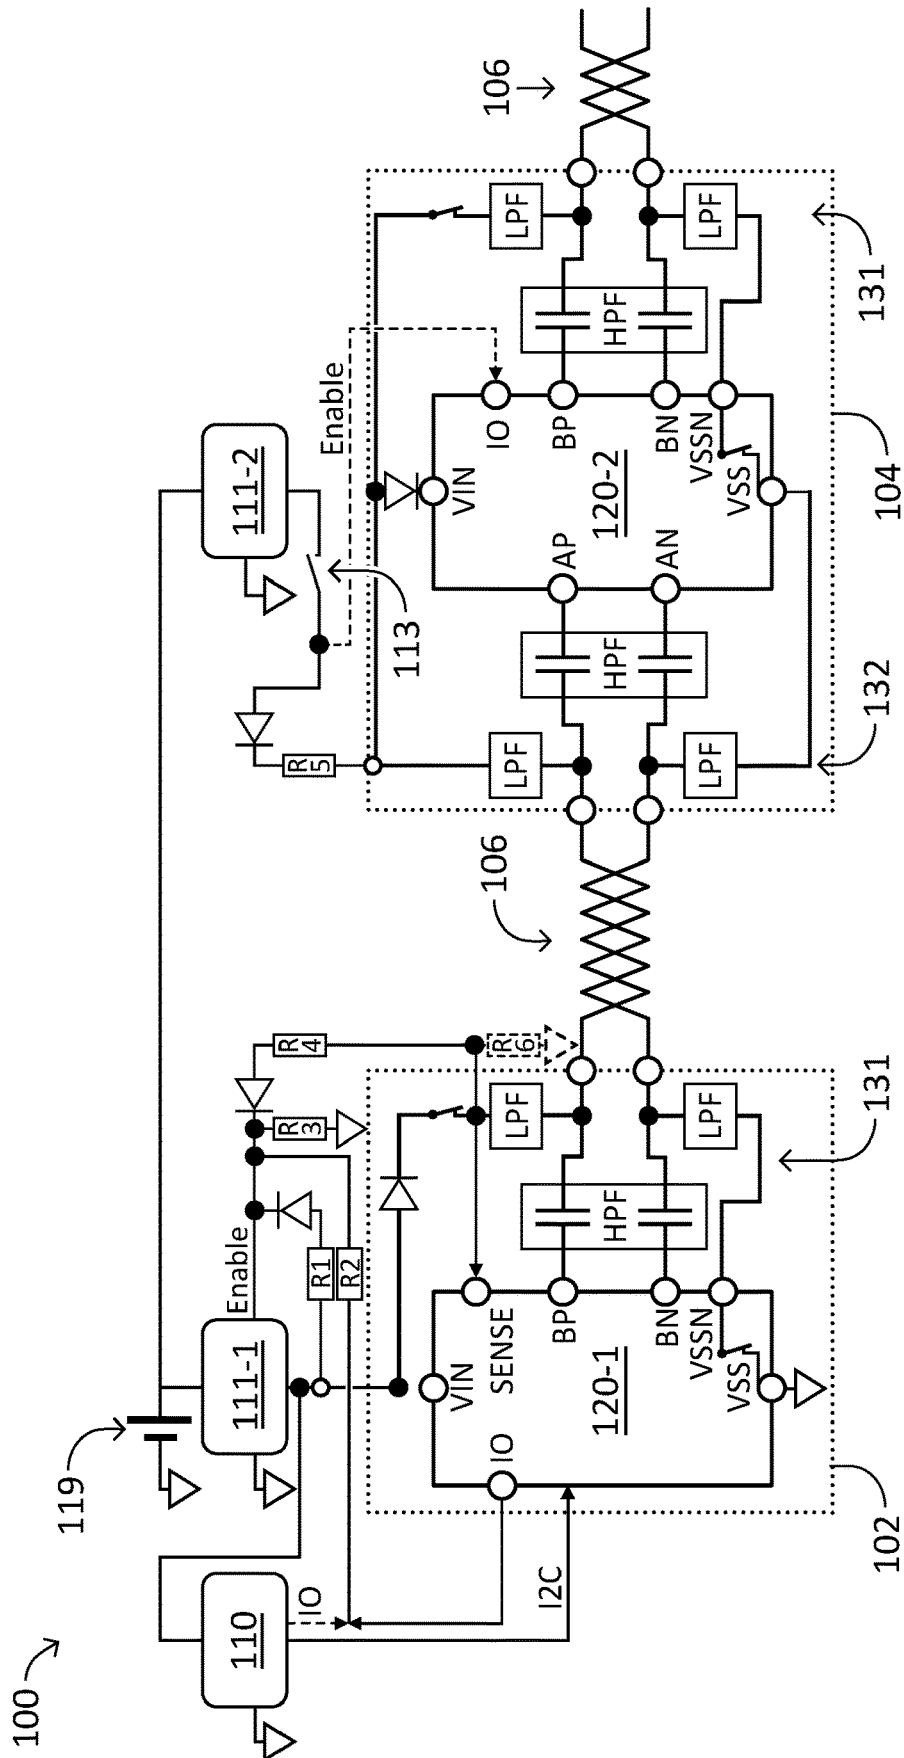 100
110
IO
I2C
119
111-1
Enable
R1
R2
R3
R4
R6
102
IO
VIN
SENSE
120-1
BP
BN
VSSN
VSS
HPF
LPF
LPF
131
106
111-2
113
R5
Enable
104
132
LPF
LPF
HPF
AP
AN
VIN
IO
120-2
BP
BN
VSSN
VSS
HPF
LPF
LPF
131
106